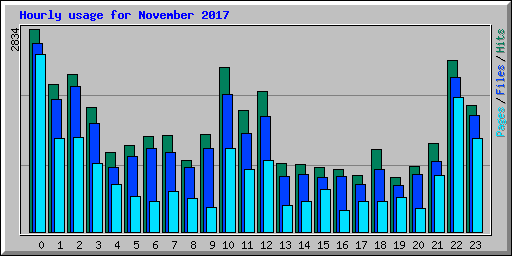 Hourly usage for November 2017
2834
Pages/Files/Hits
0 1 2 3 4 5 6 7 8 9 10 11 12 13 14 15 16 17 18 19 20 21 22 23